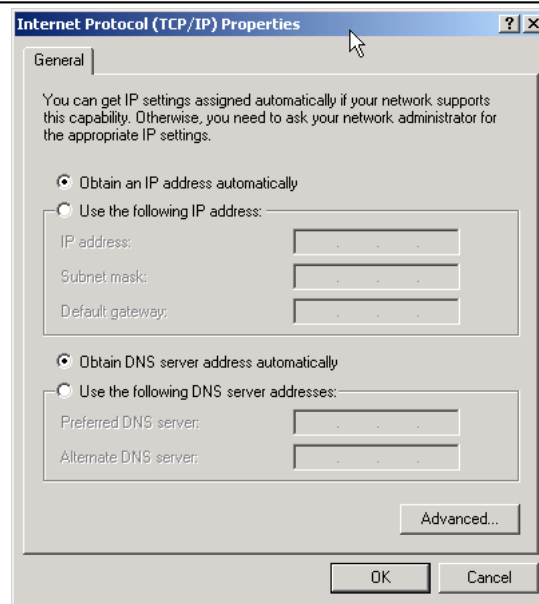 Internet Protocol (TCP/IP) Properties
General
You can get IP settings assigned automatically if your network supports
this capability. Otherwise, you need to ask your network administrator for
the appropriate IP settings.
Obtain an IP address automatically
Use the following IP address:
IP address:
Subnet mask:
Default gateway:
Obtain DNS server address automatically
Use the following DNS server addresses:
Preferred DNS server:
Alternate DNS server:
Advanced...
OK Cancel